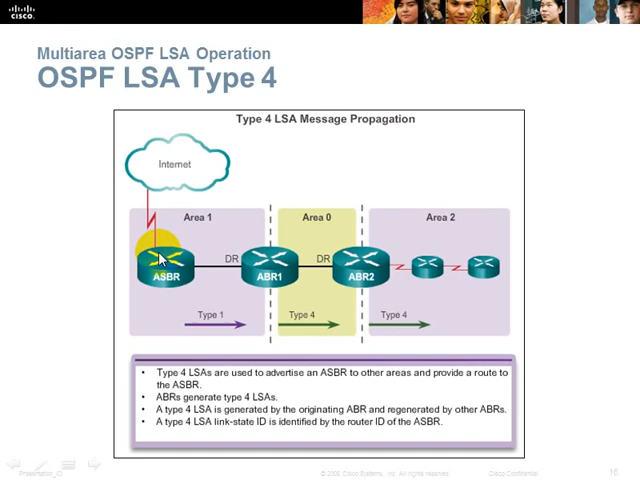 CISCO.
Multiarea OSPF LSA Operation
OSPF LSA Type 4
Type 4 LSA Message Propagation
Internet
Area 1
Area 0
Area 2
DR
DR
ASBR
ABR1
ABR2
Type 1
Type 4
Type 4
• Type 4 LSAs are used to advertise an ASBR to other areas and provide a route to
the ASBR.
• ABRs generate type 4 LSAs.
• A type 4 LSA is generated by the originating ABR and regenerated by other ABRs.
• A type 4 LSA link-state ID is identified by the router ID of the ASBR.
Presentation_ID
© 2008 Cisco Systems, Inc. All rights reserved.
Cisco Confidential
16